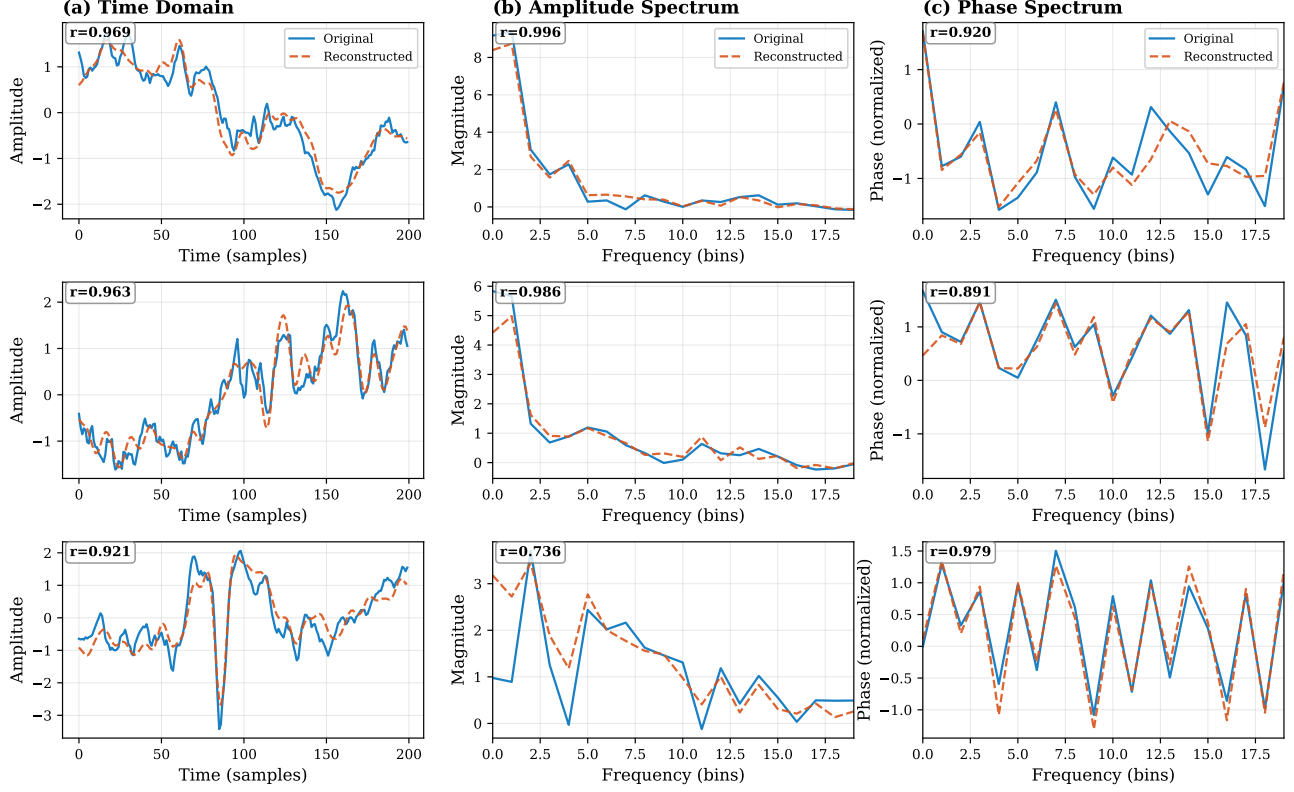 (a) Time Domain
(b) Amplitude Spectrum
(c) Phase Spectrum
r=0.969
Original
Reconstructed
1
0
−1
−2
Amplitude
0
50
100
150
200
Time (samples)
r=0.996
Original
Reconstructed
8
6
4
2
0
Magnitude
0.0
2.5
5.0
7.5
10.0
12.5
15.0
17.5
Frequency (bins)
r=0.920
Original
Reconstructed
1
0
−1
Phase (normalized)
0.0
2.5
5.0
7.5
10.0
12.5
15.0
17.5
Frequency (bins)
r=0.963
2
1
0
−1
Amplitude
0
50
100
150
200
Time (samples)
r=0.986
6
5
4
3
2
1
0
Magnitude
0.0
2.5
5.0
7.5
10.0
12.5
15.0
17.5
Frequency (bins)
r=0.891
1
0
−1
Phase (normalized)
0.0
2.5
5.0
7.5
10.0
12.5
15.0
17.5
Frequency (bins)
r=0.921
2
1
0
−1
−2
−3
Amplitude
0
50
100
150
200
Time (samples)
r=0.736
3
2
1
0
Magnitude
0.0
2.5
5.0
7.5
10.0
12.5
15.0
17.5
Frequency (bins)
r=0.979
1.5
1.0
0.5
0.0
−0.5
−1.0
Phase (normalized)
0.0
2.5
5.0
7.5
10.0
12.5
15.0
17.5
Frequency (bins)